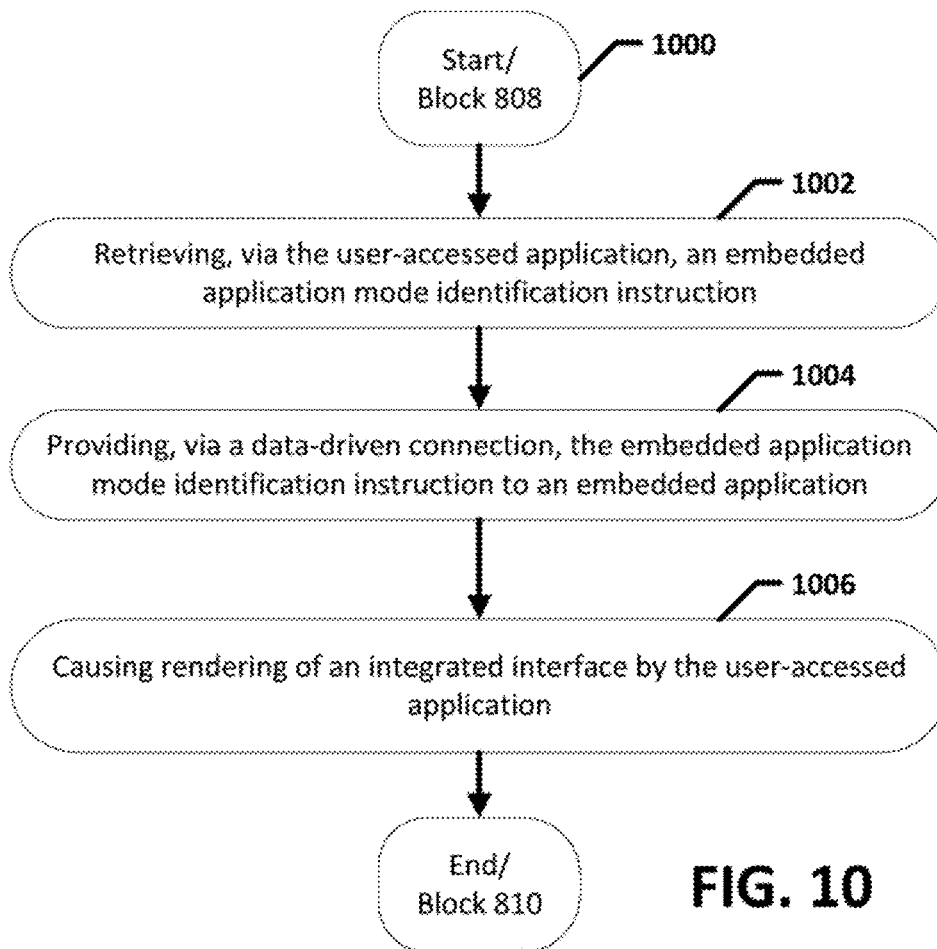 1000
Start/
Block 808
1002
Retrieving, via the user-accessed application, an embedded
application mode identification instruction
1004
Providing, via a data-driven connection, the embedded application
mode identification instruction to an embedded application
1006
Causing rendering of an integrated interface by the user-accessed
application
End/
Block 810
FIG. 10